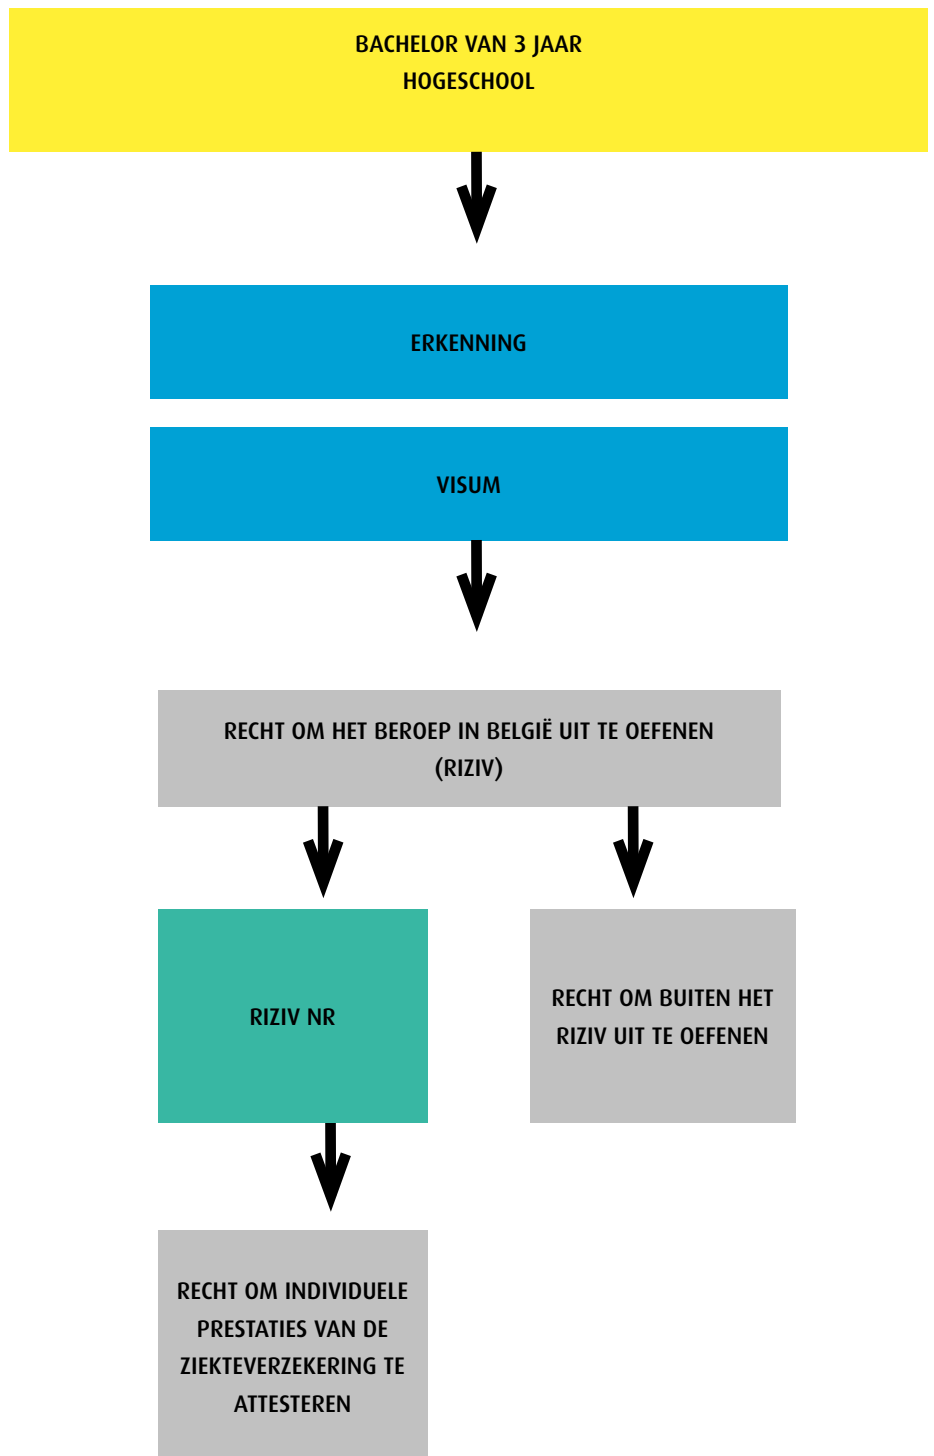 BACHELOR VAN 3 JAAR
HOGESCHOOL
ERKENNING
VISUM
RECHT OM HET BEROEP IN BELGIË UIT TE OEFENEN
(RIZIV)
RIZIV NR
RECHT OM BUITEN HET
RIZIV UIT TE OEFENEN
RECHT OM INDIVIDUELE
PRESTATIES VAN DE
ZIEKTEVERZEKERING TE
ATTESTEREN